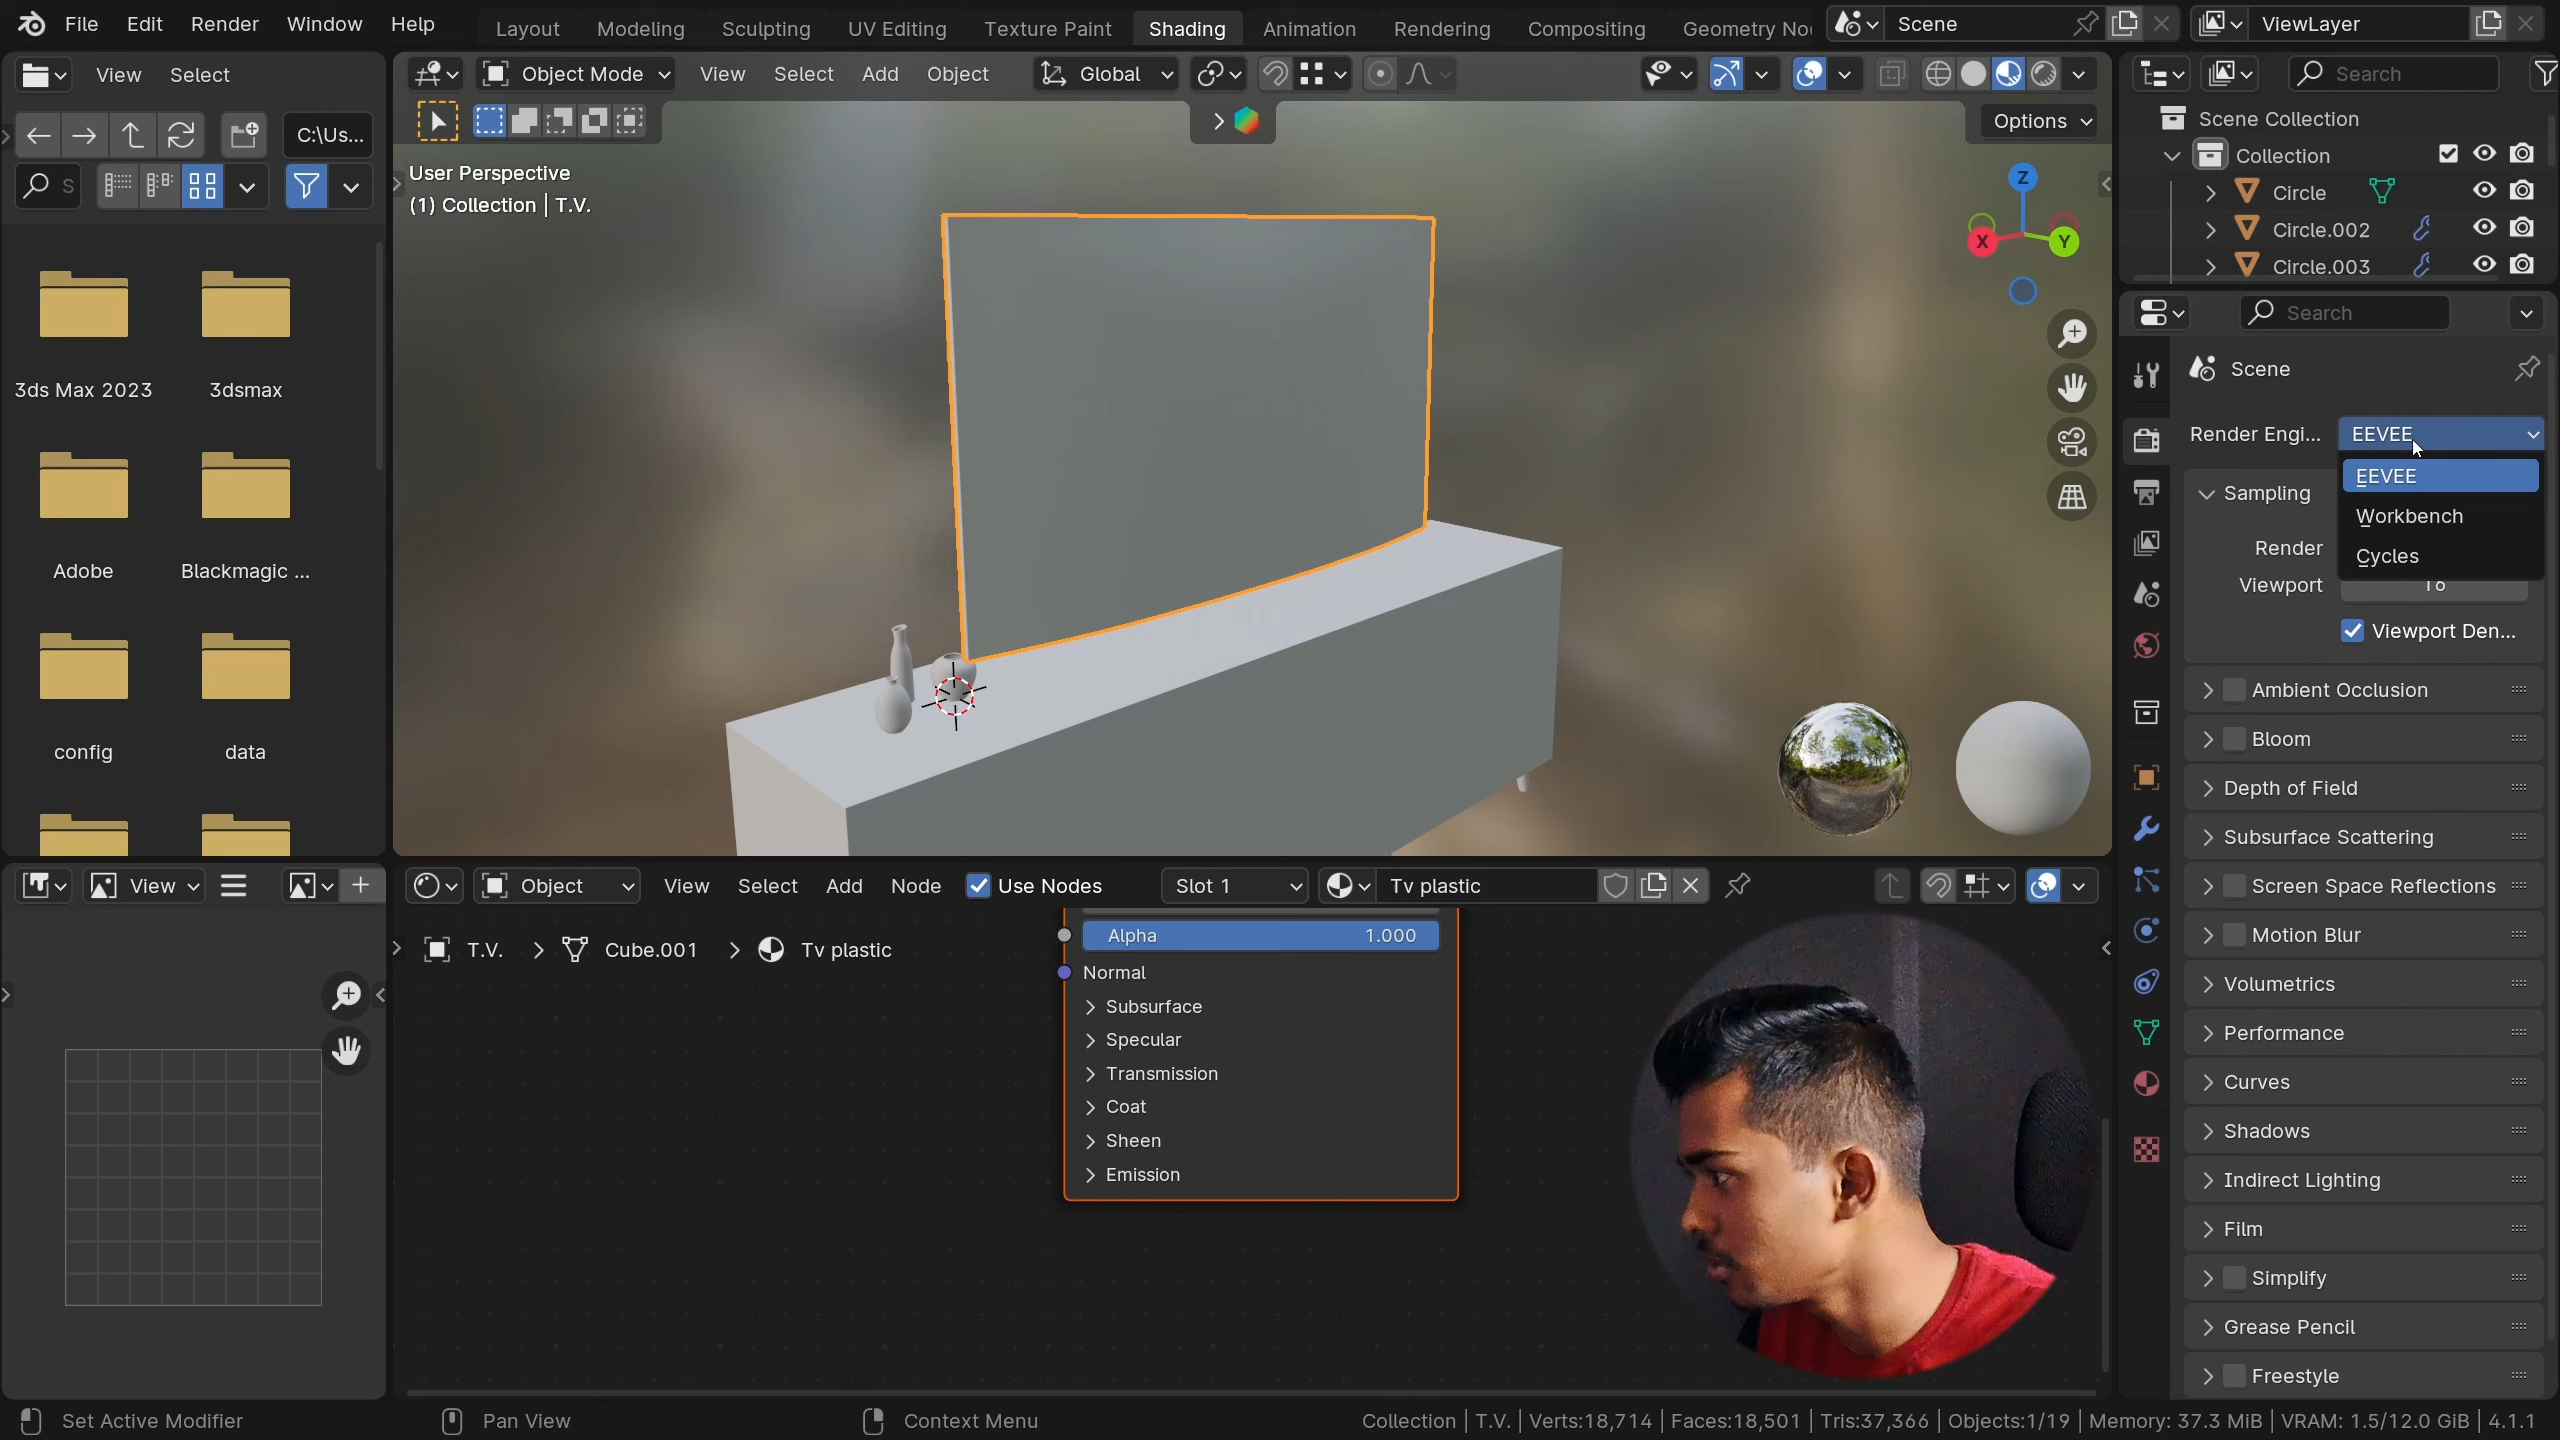 File Edit Render Window Help Layout Modeling Sculpting UV Editing Texture Paint Shading Animation Rendering Compositing Geometry No Scene ViewLayer
View Select
C:\Us...
S
3ds Max 2023 3dsmax
Adobe Blackmagic ...
config data
Object Mode View Select Add Object Global
Options
User Perspective
(1) Collection | T.V.
Z
X Y
Search
Scene Collection
Collection
Circle
Circle.002
Circle.003
Search
Scene
Render Engi... EEVEE
EEVEE
Workbench
Cycles
Sampling
Render
Viewport 16
Viewport Den...
Ambient Occlusion
Bloom
Depth of Field
Subsurface Scattering
Screen Space Reflections
Motion Blur
Volumetrics
Performance
Curves
Shadows
Indirect Lighting
Film
Simplify
Grease Pencil
Freestyle
View
Object View Select Add Node Use Nodes Slot 1 Tv plastic
T.V. > Cube.001 > Tv plastic
Alpha 1.000
Normal
Subsurface
Specular
Transmission
Coat
Sheen
Emission
Set Active Modifier Pan View Context Menu Collection | T.V. | Verts:18,714 | Faces:18,501 | Tris:37,366 | Objects:1/19 | Memory: 37.3 MiB | VRAM: 1.5/12.0 GiB | 4.1.1